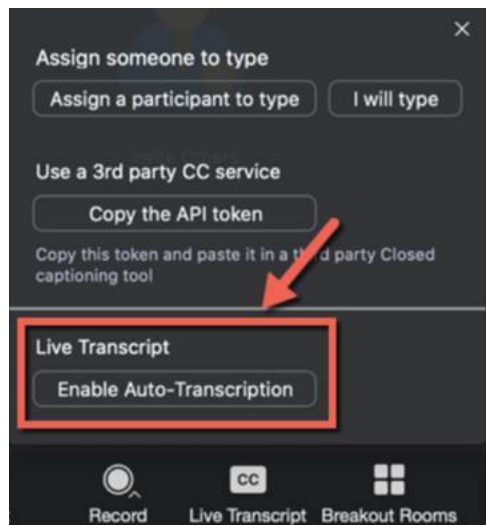 Assign someone to type
Assign a participant to type
I will type
Use a 3rd party CC service
Copy the API token
Copy this token and paste it in a third party Closed
captioning tool
Live Transcript
Enable Auto-Transcription
CC
Record
Live Transcript
Breakout Rooms